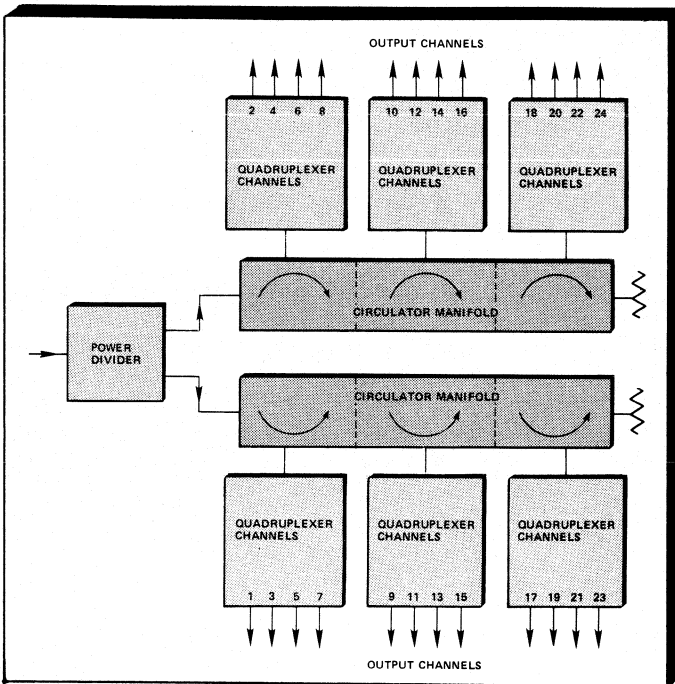 OUTPUT CHANNELS
2 4 6 8
10 12 14 16
18 20 22 24
QUADRUPLEXER
CHANNELS
QUADRUPLEXER
CHANNELS
QUADRUPLEXER
CHANNELS
CIRCULATOR MANIFOLD
POWER
DIVIDER
CIRCULATOR MANIFOLD
QUADRUPLEXER
CHANNELS
QUADRUPLEXER
CHANNELS
QUADRUPLEXER
CHANNELS
1 3 5 7
9 11 13 15
17 19 21 23
OUTPUT CHANNELS